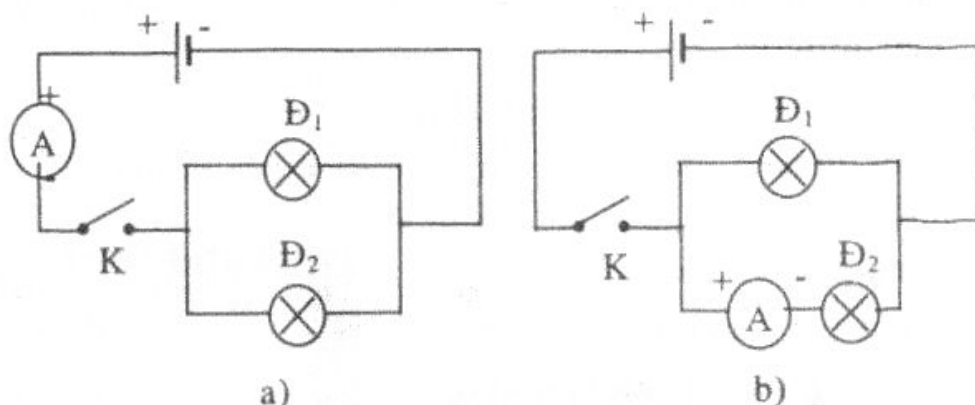 + - + -
+ Đ₁ Đ₁
A
K Đ₂ K + - Đ₂
A
a) b)